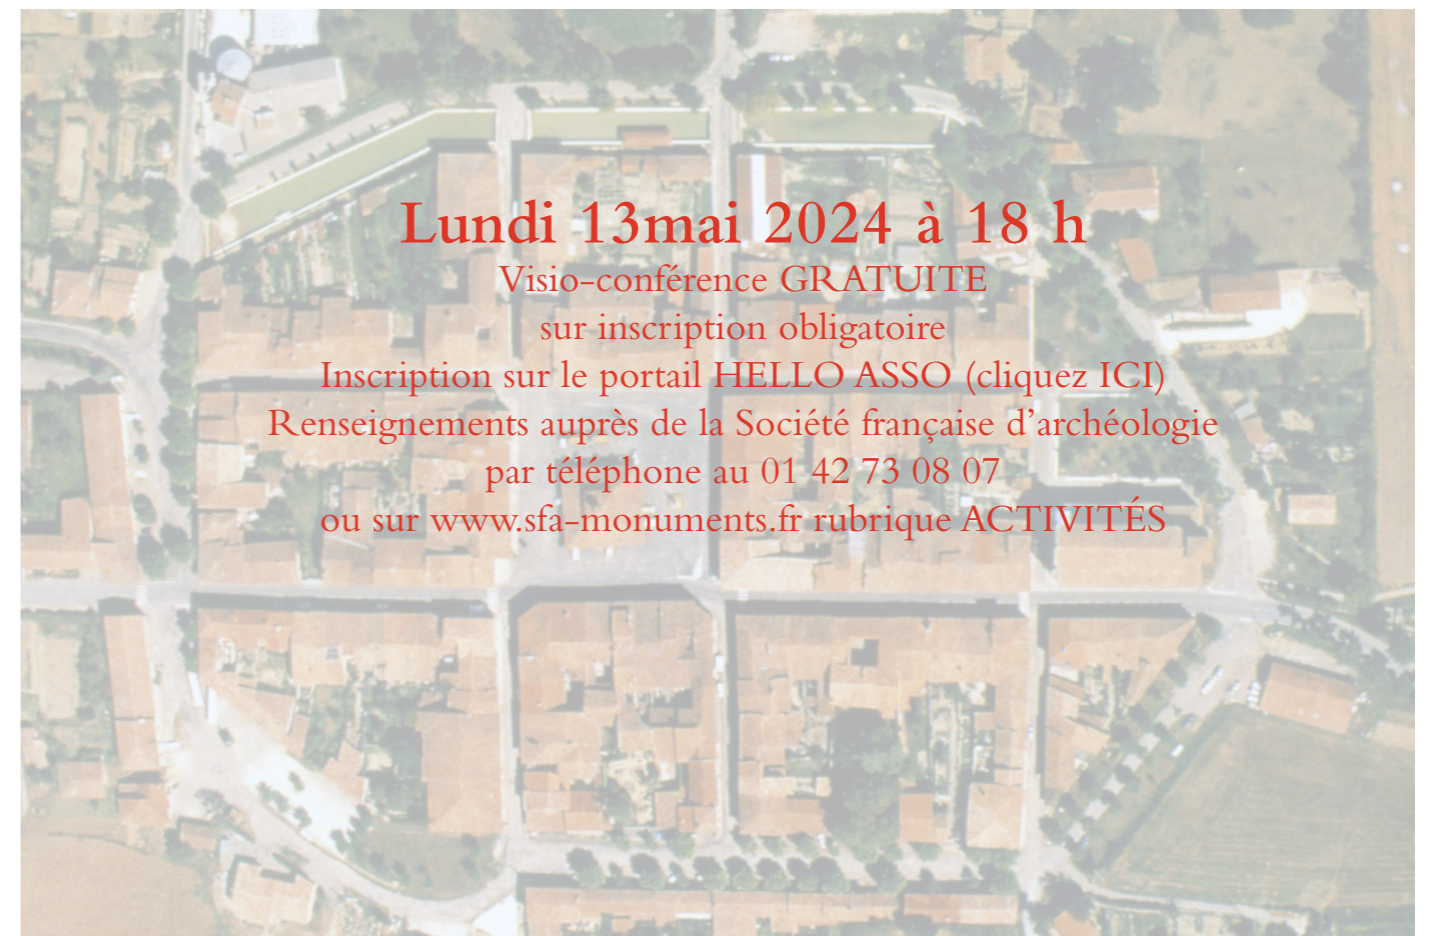 Lundi 13mai 2024 à 18 h
Visio-conférence GRATUITE
sur inscription obligatoire
Inscription sur le portail HELLO ASSO (cliquez ICI)
Renseignements auprès de la Société française d'archéologie
par téléphone au 01 42 73 08 07
ou sur www.sfa-monuments.fr rubrique ACTIVITÉS